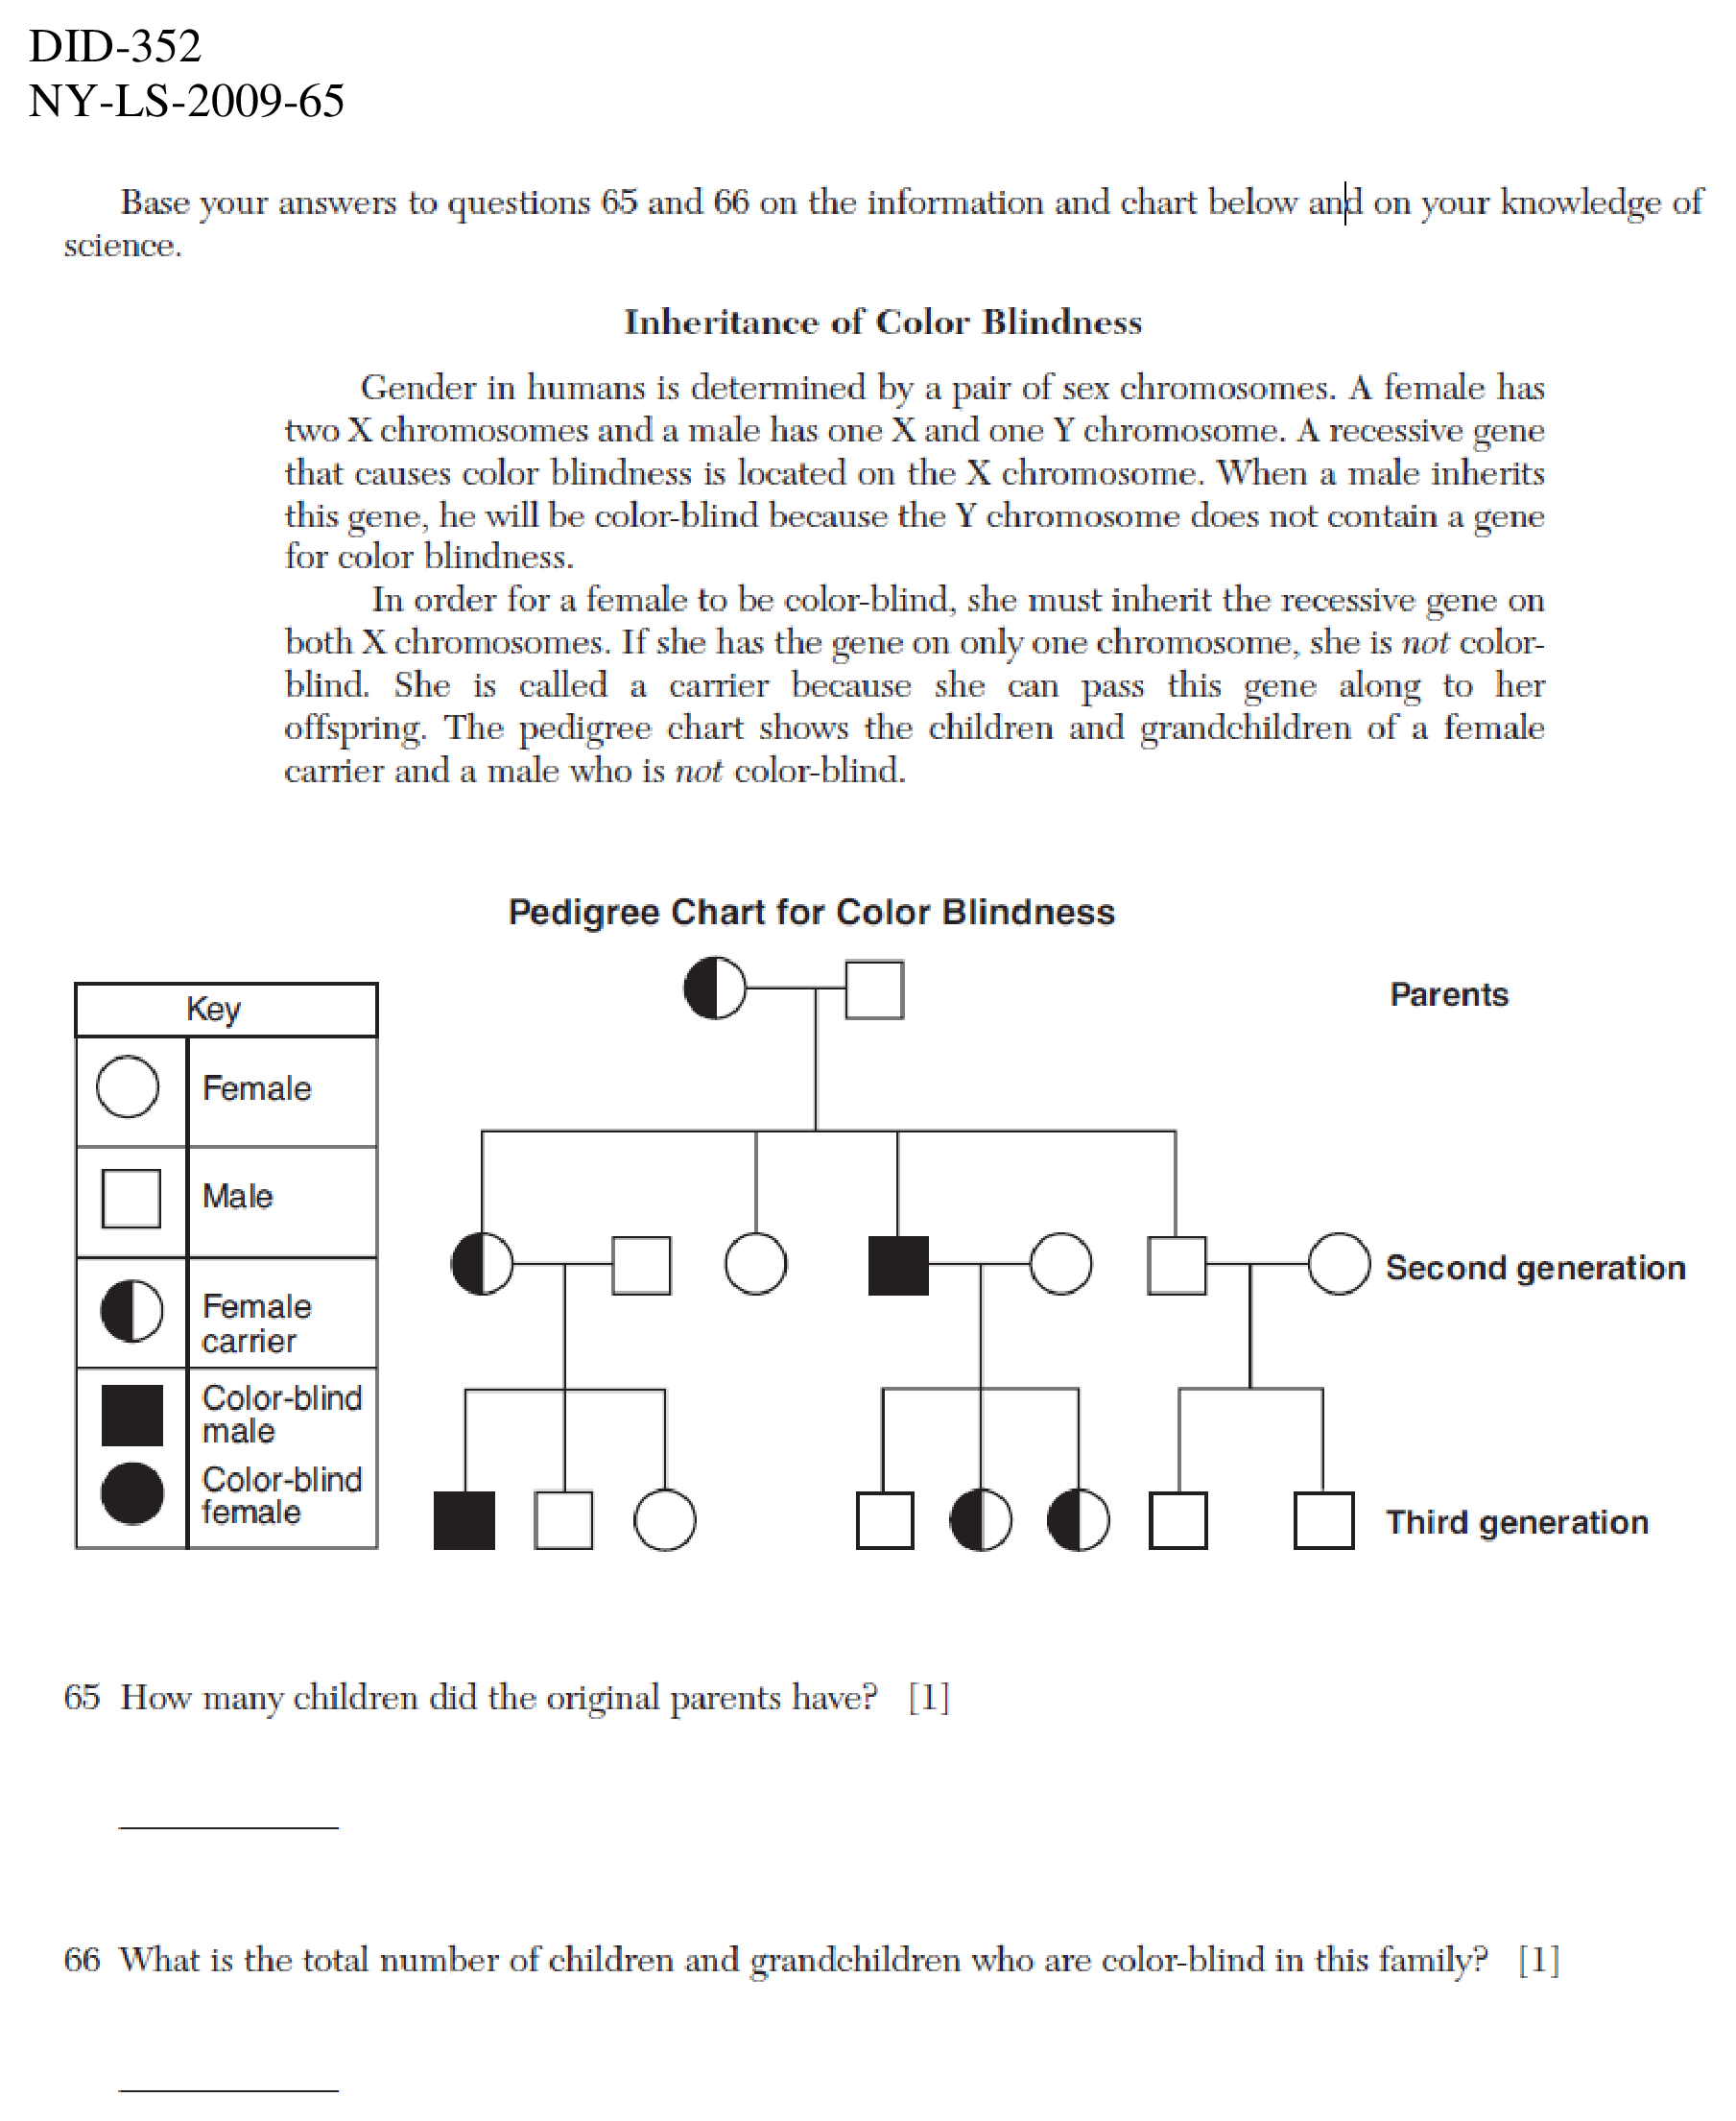 DID-352
NY-LS-2009-65
Base your answers to questions 65 and 66 on the information and chart below and on your knowledge of
science.
Inheritance of Color Blindness
Gender in humans is determined by a pair of sex chromosomes. A female has
two X chromosomes and a male has one X and one Y chromosome. A recessive gene
that causes color blindness is located on the X chromosome. When a male inherits
this gene, he will be color-blind because the Y chromosome does not contain a gene
for color blindness.
In order for a female to be color-blind, she must inherit the recessive gene on
both X chromosomes. If she has the gene on only one chromosome, she is not color-
blind. She is called a carrier because she can pass this gene along to her
offspring. The pedigree chart shows the children and grandchildren of a female
carrier and a male who is not color-blind.
Pedigree Chart for Color Blindness
Parents
Key
Female
Male
Second generation
Female
carrier
Color-blind
male
Color-blind
female
Third generation
65 How many children did the original parents have? [1]
66 What is the total number of children and grandchildren who are color-blind in this family? [1]